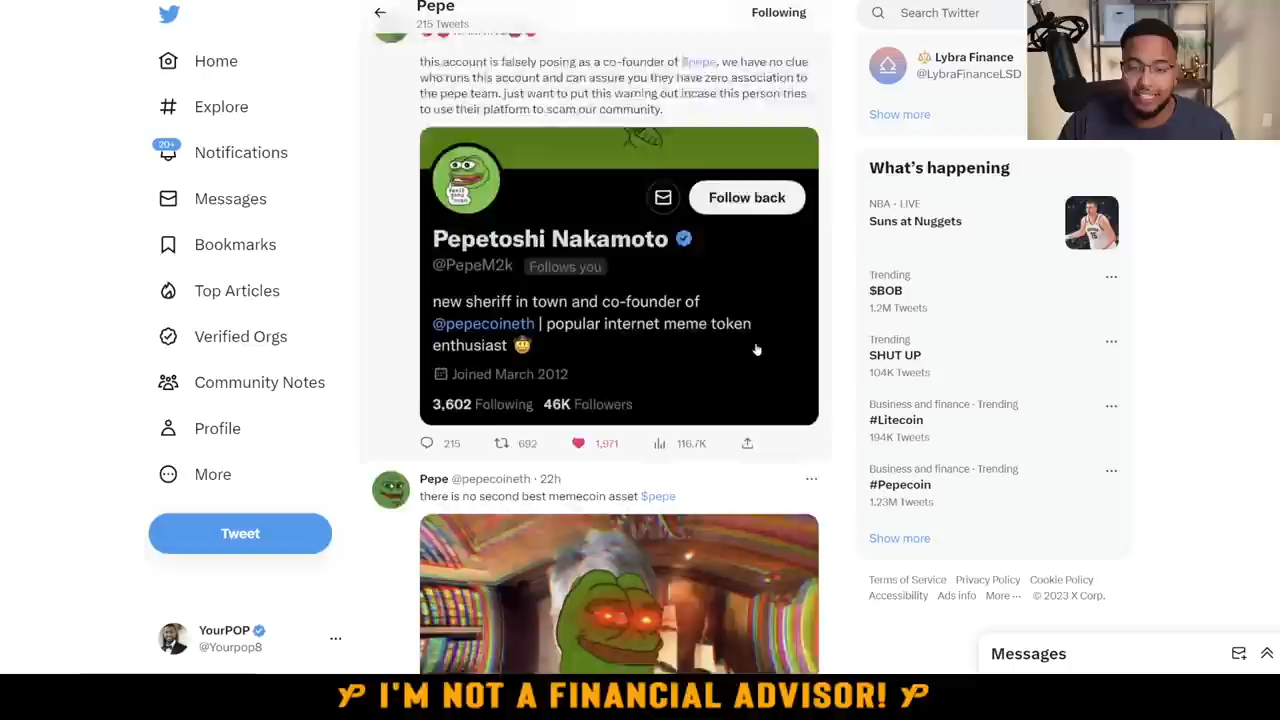 Pepe
215 Tweets
Following
Search Twitter
Home
Explore
20+
Notifications
Messages
Bookmarks
Top Articles
Verified Orgs
Community Notes
Profile
More
Tweet
YourPOP
@Yourpop8
this account is falsely posing as a co-founder of $pepe, we have no clue
who runs this account and can assure you they have zero association to
the pepe team. just want to put this warning out incase this person tries
to use their platform to scam our community.
Follow back
Pepetoshi Nakamoto
@PepeM2k Follows you
new sheriff in town and co-founder of
@pepecoineth | popular internet meme token
enthusiast 🤠
Joined March 2012
3,602 Following 46K Followers
215 692 1,971 116.7K
Pepe @pepecoineth · 22h
there is no second best memecoin asset $pepe
Lybra Finance
@LybraFinanceLSD
Show more
What's happening
NBA · LIVE
Suns at Nuggets
Trending
$BOB
1.2M Tweets
Trending
SHUT UP
104K Tweets
Business and finance · Trending
#Litecoin
194K Tweets
Business and finance · Trending
#Pepecoin
1.23M Tweets
Show more
Terms of Service Privacy Policy Cookie Policy
Accessibility Ads info More ··· © 2023 X Corp.
Messages
I'M NOT A FINANCIAL ADVISOR!